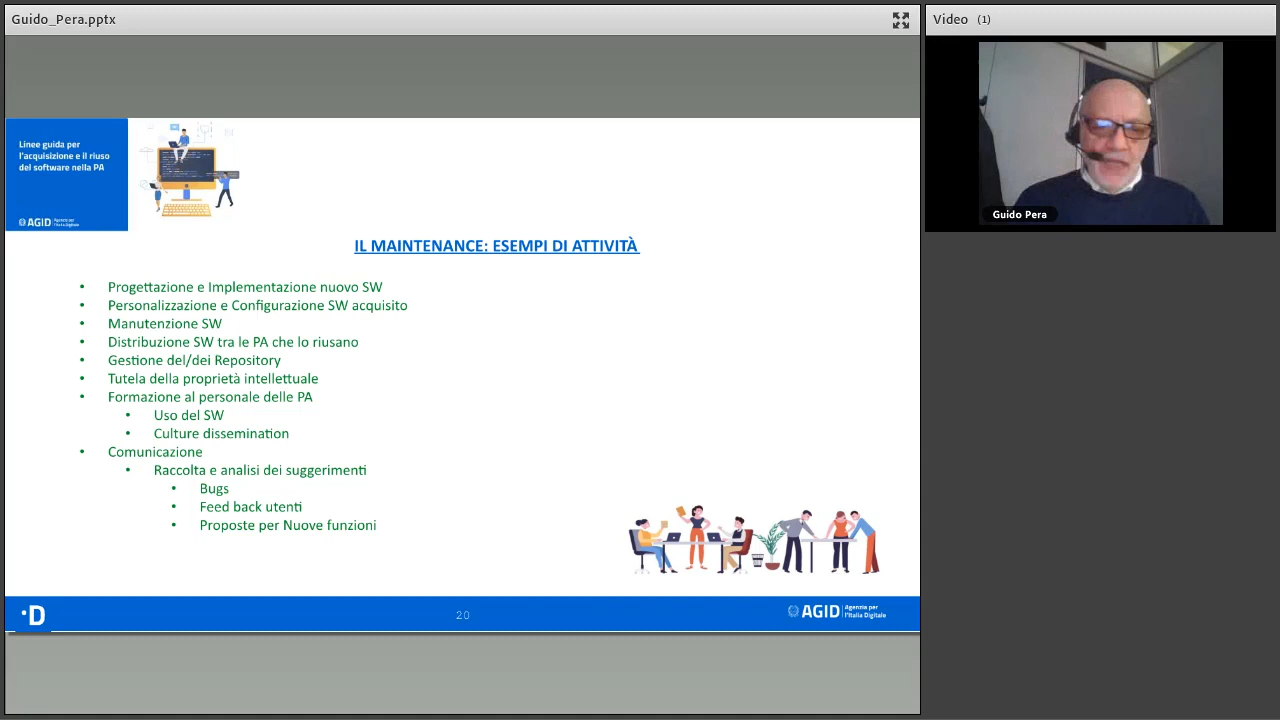 Guido_Pera.pptx
Video (1)
Linee guida per
l'acquisizione e il riuso
del software nella PA
AGID Agenzia per
l'Italia Digitale
IL MAINTENANCE: ESEMPI DI ATTIVITÀ
• Progettazione e Implementazione nuovo SW
• Personalizzazione e Configurazione SW acquisito
• Manutenzione SW
• Distribuzione SW tra le PA che lo riusano
• Gestione del/dei Repository
• Tutela della proprietà intellettuale
• Formazione al personale delle PA
• Uso del SW
• Culture dissemination
• Comunicazione
• Raccolta e analisi dei suggerimenti
• Bugs
• Feed back utenti
• Proposte per Nuove funzioni
Guido Pera
D
20
AGID Agenzia per
l'Italia Digitale